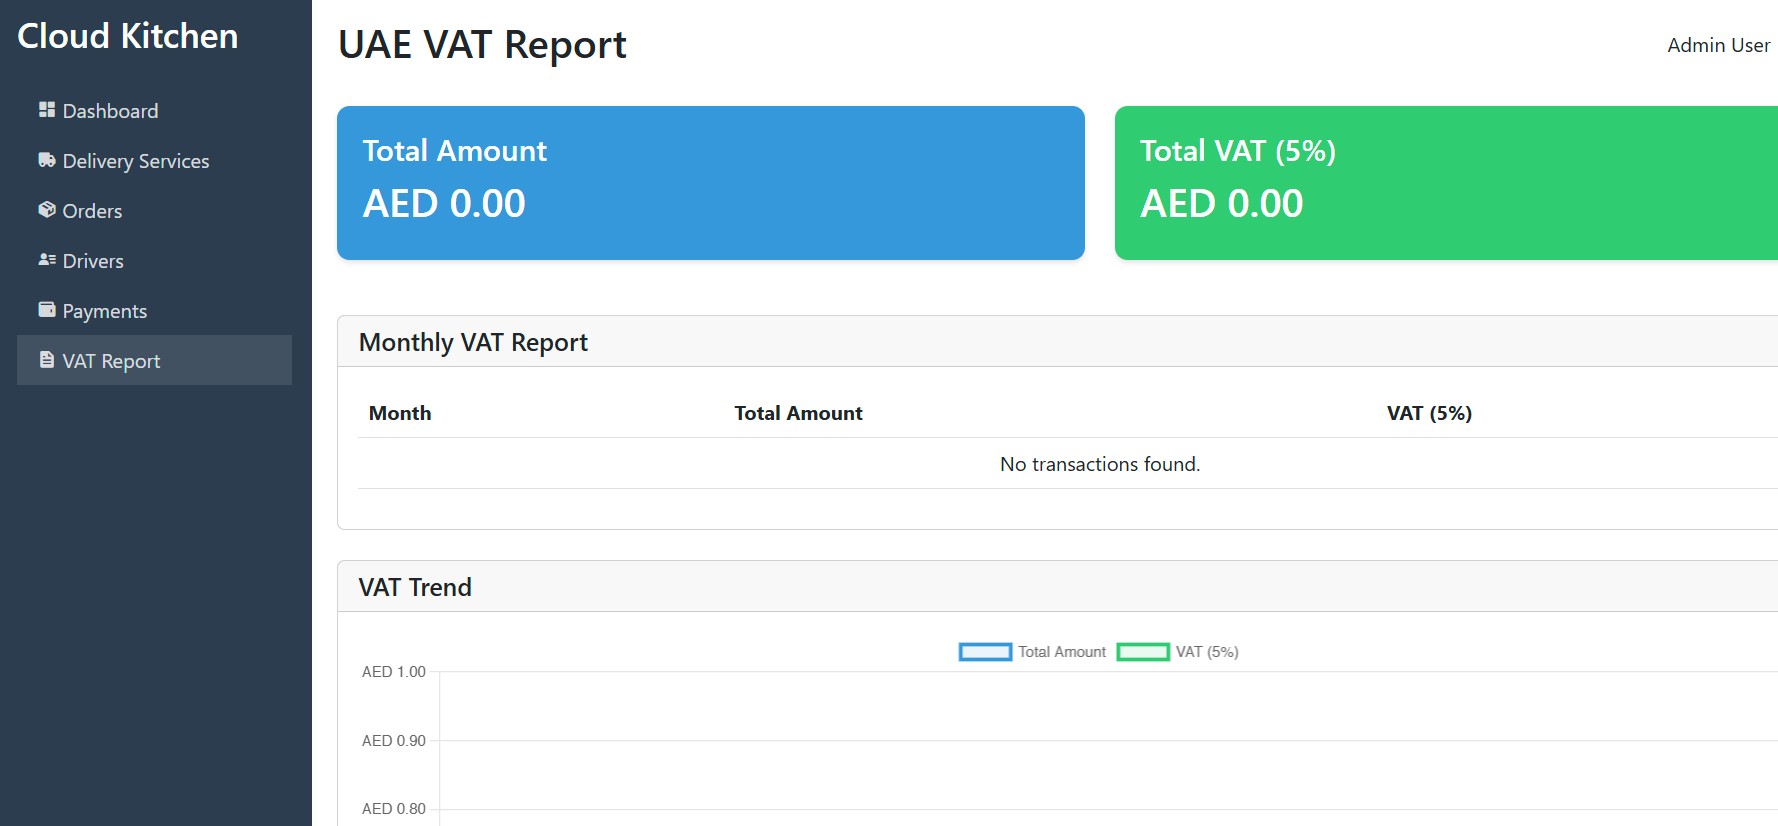 Cloud Kitchen
Dashboard
Delivery Services
Orders
Drivers
Payments
VAT Report
UAE VAT Report
Admin User
Total Amount
AED 0.00
Total VAT (5%)
AED 0.00
Monthly VAT Report
Month Total Amount VAT (5%)
No transactions found.
VAT Trend
Total Amount VAT (5%)
AED 1.00
AED 0.90
AED 0.80